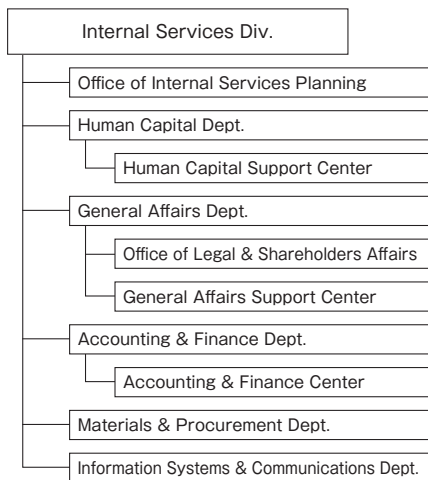 Internal Services Div.
Office of Internal Services Planning
Human Capital Dept.
Human Capital Support Center
General Affairs Dept.
Office of Legal & Shareholders Affairs
General Affairs Support Center
Accounting & Finance Dept.
Accounting & Finance Center
Materials & Procurement Dept.
Information Systems & Communications Dept.